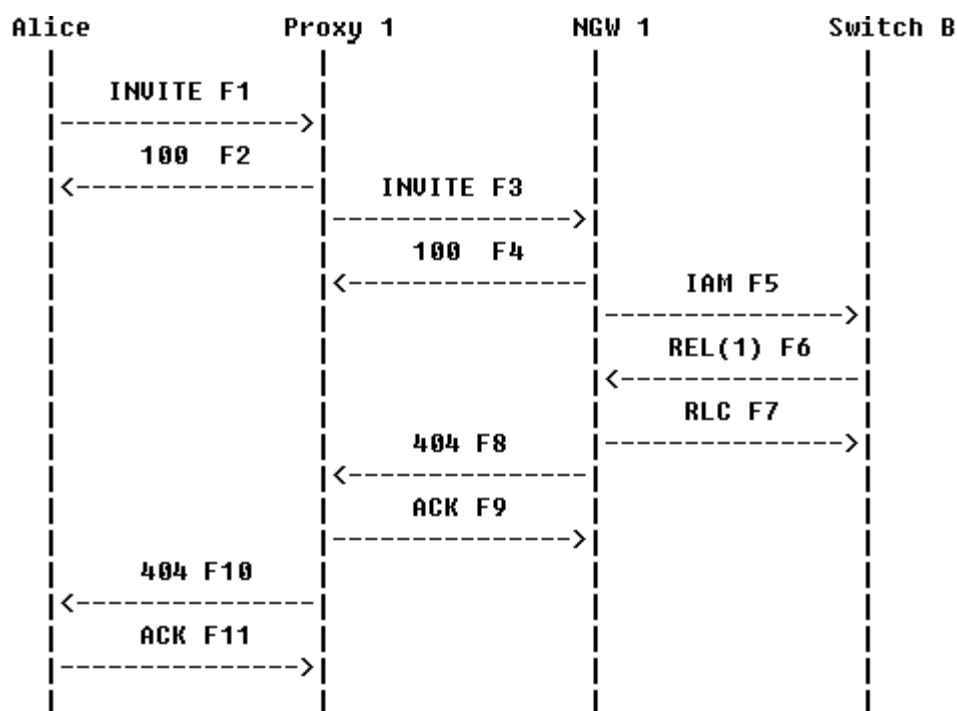 Alice Proxy 1 NGW 1 Switch B
INVITE F1
100 F2
INVITE F3
100 F4
IAM F5
REL(1) F6
RLC F7
404 F8
ACK F9
404 F10
ACK F11